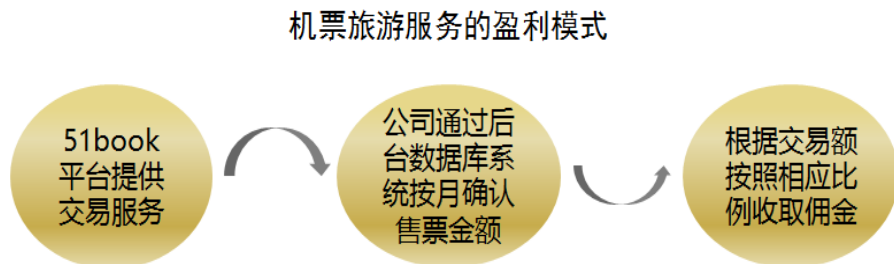 机票旅游服务的盈利模式
51book
平台提供
交易服务
公司通过后
台数据库系
统按月确认
售票金额
根据交易额
按照相应比
例收取佣金